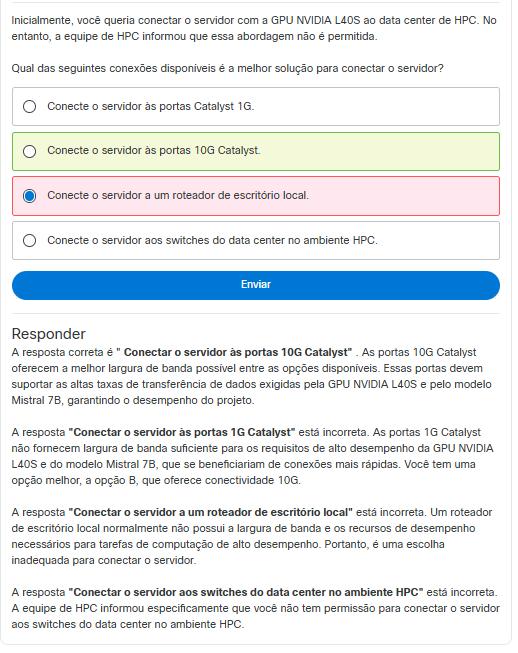 Inicialmente, você queria conectar o servidor com a GPU NVIDIA L40S ao data center de HPC. No
entanto, a equipe de HPC informou que essa abordagem não é permitida.
Qual das seguintes conexões disponíveis é a melhor solução para conectar o servidor?
Conecte o servidor às portas Catalyst 1G.
Conecte o servidor às portas 10G Catalyst.
Conecte o servidor a um roteador de escritório local.
Conecte o servidor aos switches do data center no ambiente HPC.
Enviar
Responder
A resposta correta é " Conectar o servidor às portas 10G Catalyst" . As portas 10G Catalyst
oferecem a melhor largura de banda possível entre as opções disponíveis. Essas portas devem
suportar as altas taxas de transferência de dados exigidas pela GPU NVIDIA L40S e pelo modelo
Mistral 7B, garantindo o desempenho do projeto.
A resposta "Conectar o servidor às portas 1G Catalyst" está incorreta. As portas 1G Catalyst
não fornecem largura de banda suficiente para os requisitos de alto desempenho da GPU NVIDIA
L40S e do modelo Mistral 7B, que se beneficiariam de conexões mais rápidas. Você tem uma
opção melhor, a opção B, que oferece conectividade 10G.
A resposta "Conectar o servidor a um roteador de escritório local" está incorreta. Um roteador
de escritório local normalmente não possui a largura de banda e os recursos de desempenho
necessários para tarefas de computação de alto desempenho. Portanto, é uma escolha
inadequada para conectar o servidor.
A resposta "Conectar o servidor aos switches do data center no ambiente HPC" está incorreta.
A equipe de HPC informou especificamente que você não tem permissão para conectar o servidor
aos switches do data center no ambiente HPC.